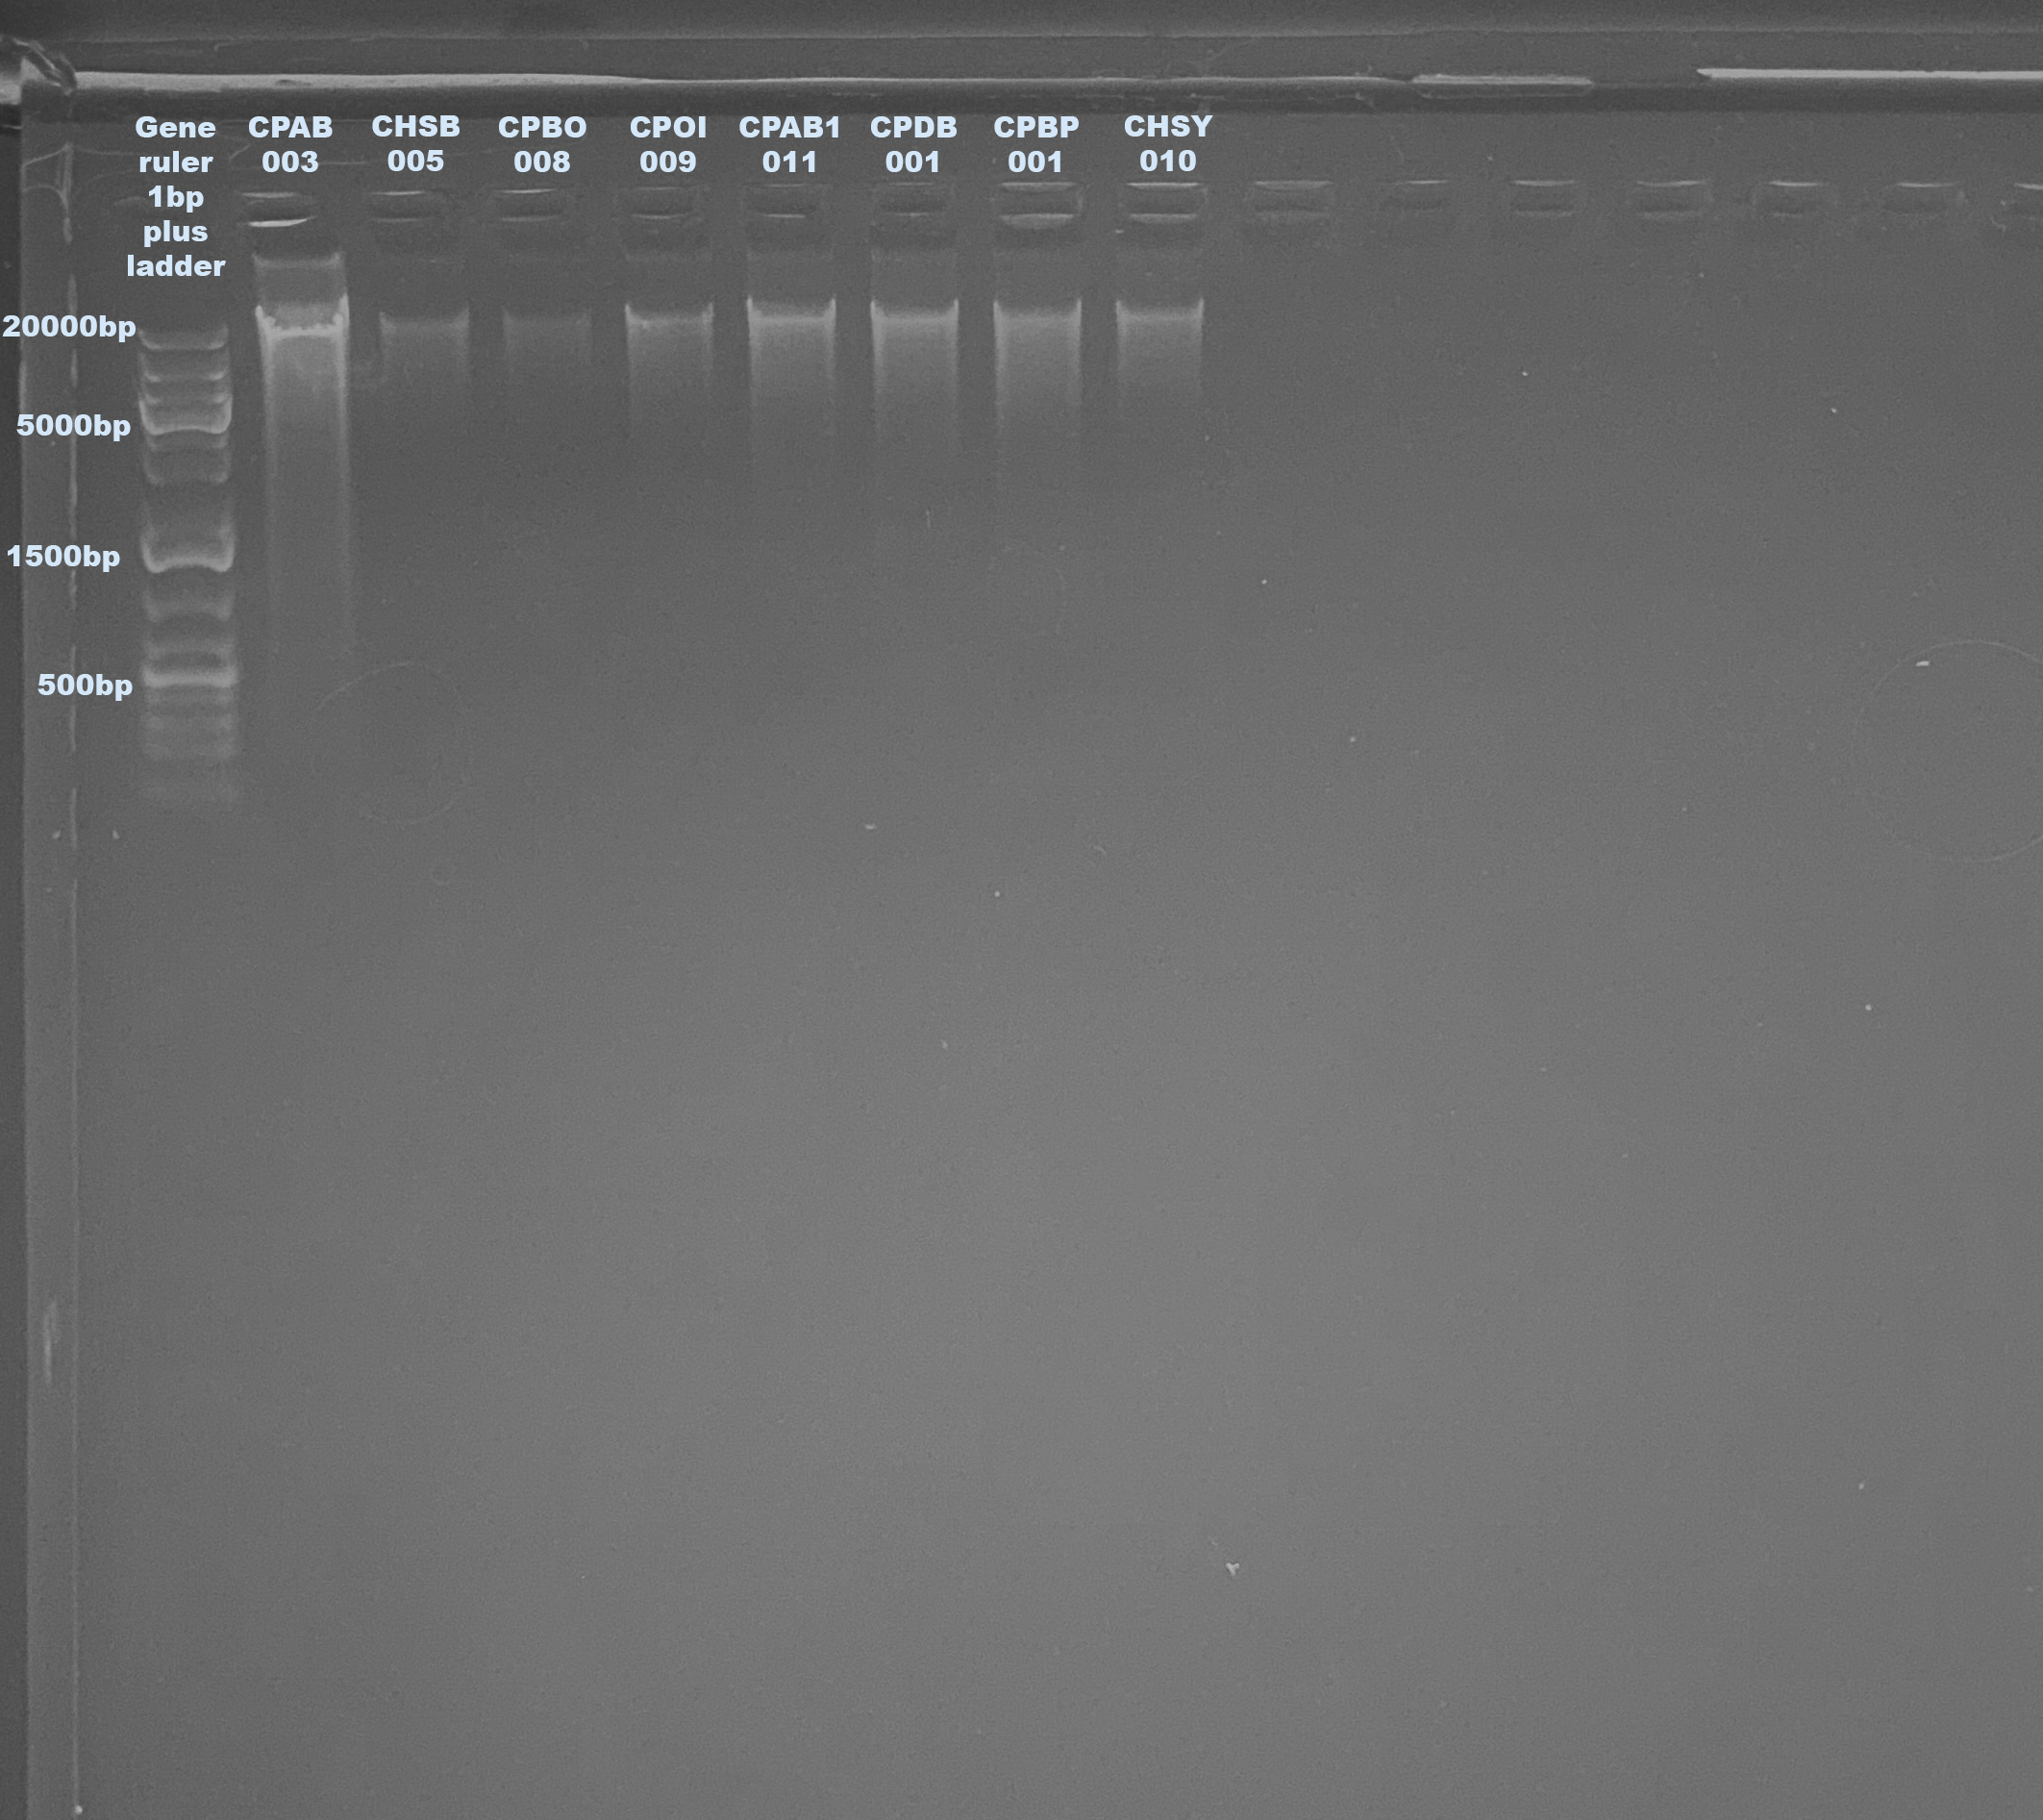 Gene
ruler
1bp
plus
ladder
CPAB
003
CHSB
005
CPBO
008
CPOI
009
CPAB1
011
CPDB
001
CPBP
001
CHSY
010
20000bp
5000bp
1500bp
500bp